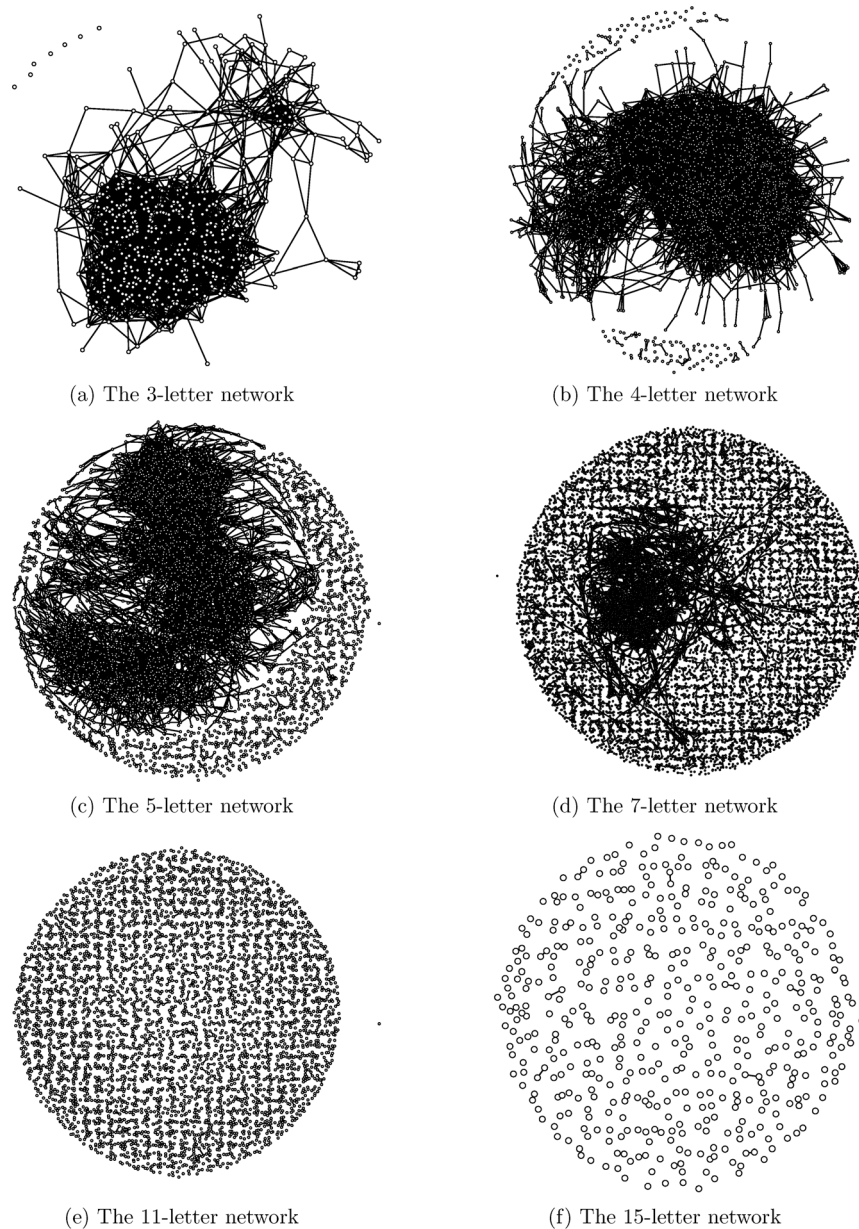 (a) The 3-letter network
(b) The 4-letter network
(c) The 5-letter network
(d) The 7-letter network
(e) The 11-letter network
(f) The 15-letter network